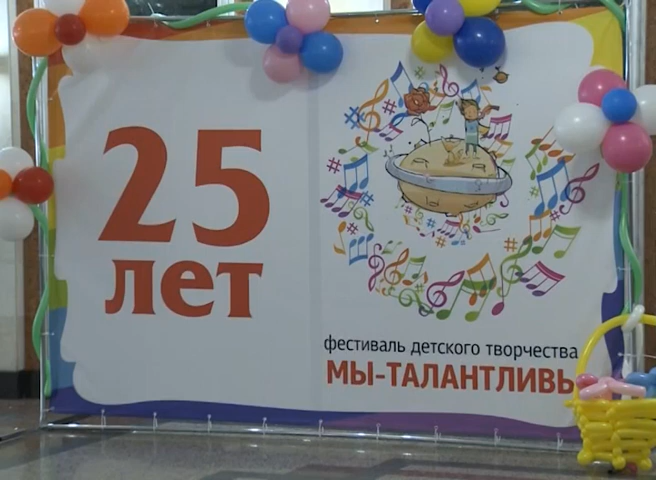 25
лет
фестиваль детского творчества
МЫ-ТАЛАНТЛИВЫ